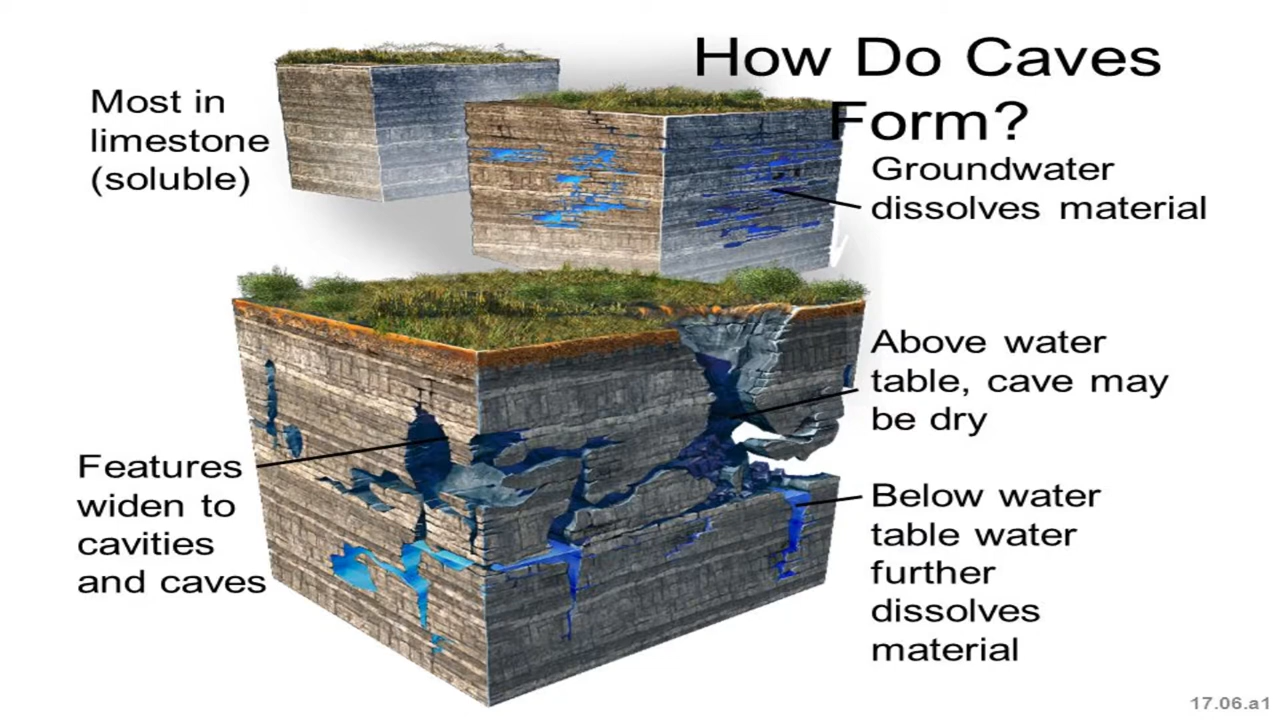 How Do Caves
Form?
Most in
limestone
(soluble)
Groundwater
dissolves material
Above water
table, cave may
be dry
Features
widen to
cavities
and caves
Below water
table water
further
dissolves
material
17.06.a1